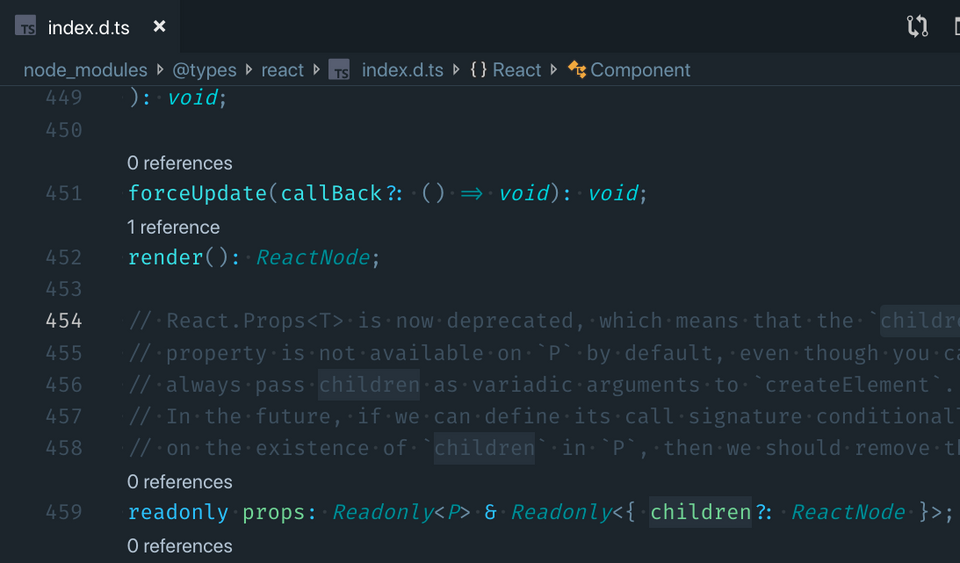 TS index.d.ts ×
node_modules @types react TS index.d.ts {} React Component
449 ): void;
450
0 references
451 forceUpdate(callBack?: () => void): void;
1 reference
452 render(): ReactNode;
453
454 // React.Props<T> is now deprecated, which means that the `childre
455 // property is not available on `P` by default, even though you ca
456 // always pass children as variadic arguments to `createElement`.
457 // In the future, if we can define its call signature conditional
458 // on the existence of `children` in `P`, then we should remove th
0 references
459 readonly props: Readonly<P> & Readonly<{ children?: ReactNode }>;
0 references